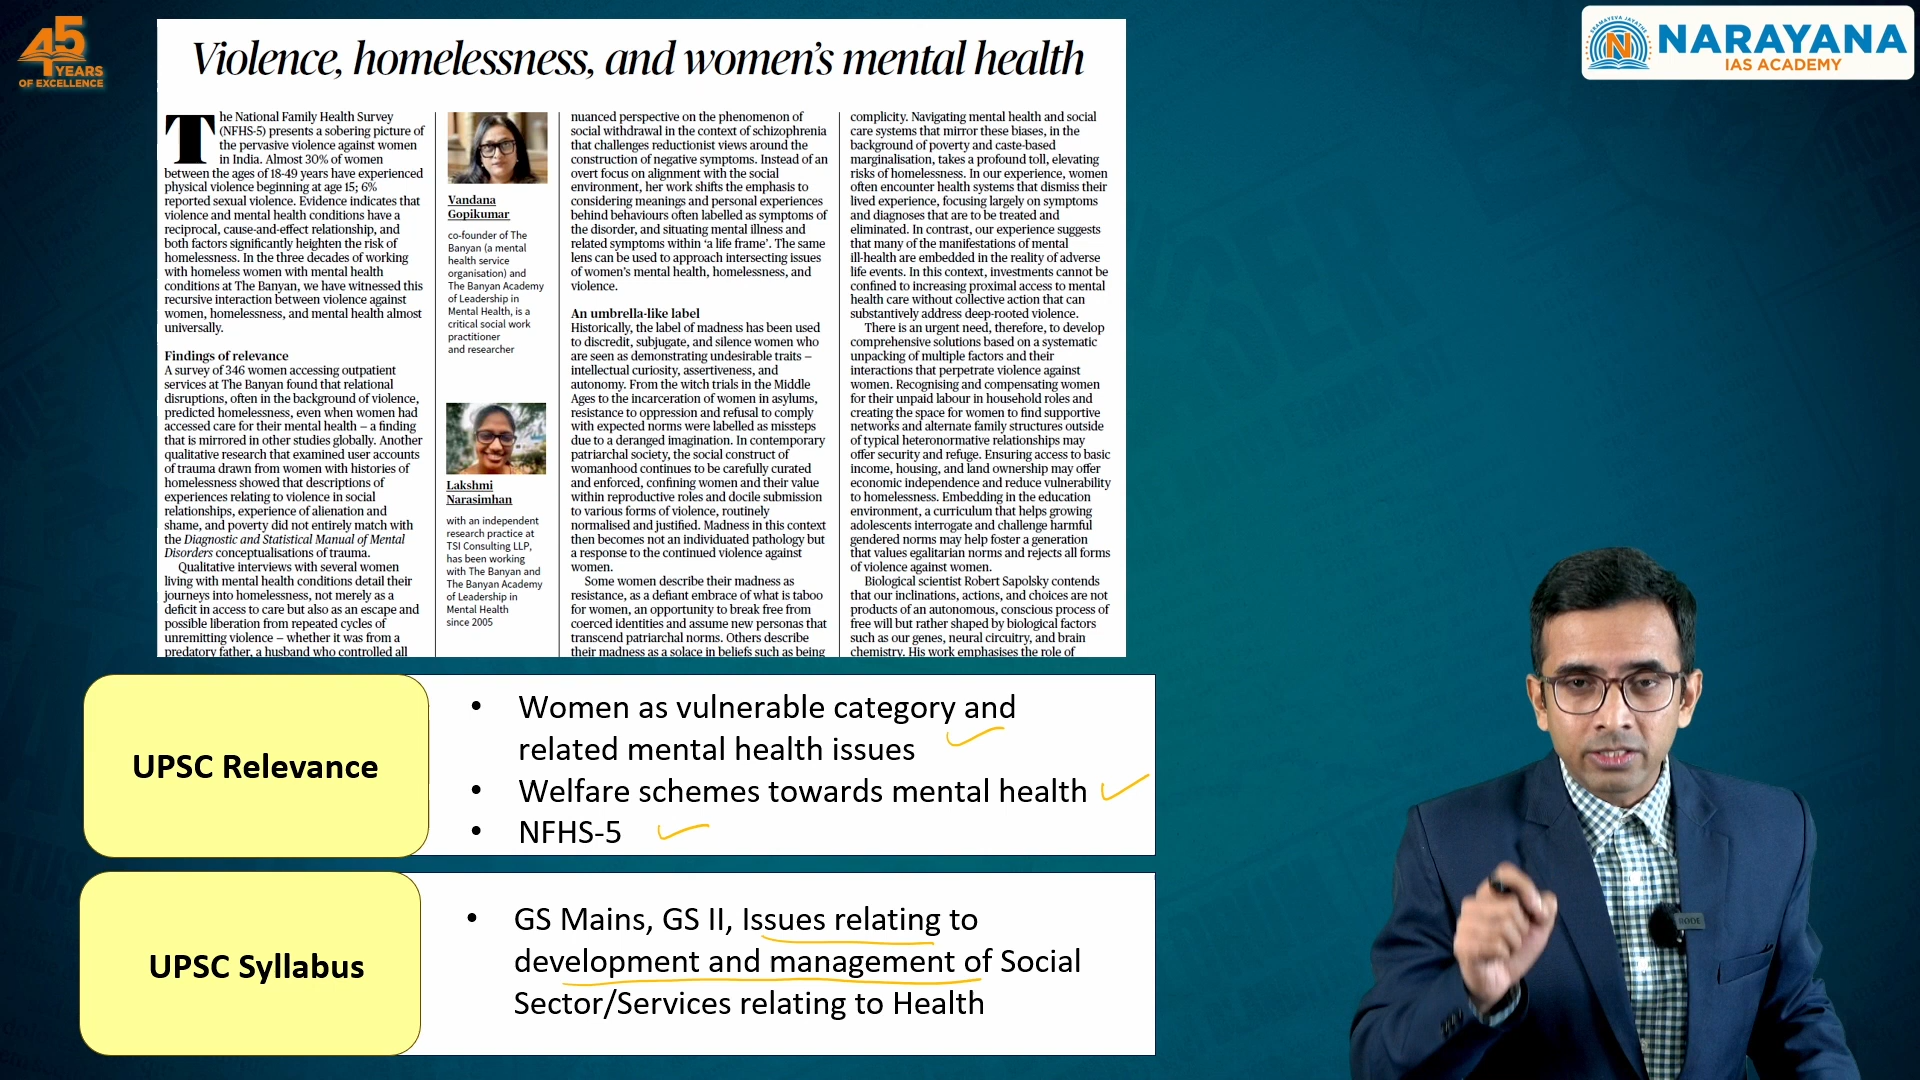 45
YEARS
OF EXCELLENCE
NARAYANA
IAS ACADEMY
Violence, homelessness, and women's mental health
The National Family Health Survey
(NFHS-5) presents a sobering picture of
the pervasive violence against women
in India. Almost 30% of women
between the ages of 18-49 years have experienced
physical violence beginning at age 15; 6%
reported sexual violence. Evidence indicates that
violence and mental health conditions have a
reciprocal, cause-and-effect relationship, and
both factors significantly heighten the risk of
homelessness. In the three decades of working
with homeless women with mental health
conditions at The Banyan, we have witnessed this
recursive interaction between violence against
women, homelessness, and mental health almost
universally.
Findings of relevance
A survey of 346 women accessing outpatient
services at The Banyan found that relational
disruptions, often in the background of violence,
predicted homelessness, even when women had
accessed care for their mental health — a finding
that is mirrored in other studies globally. Another
qualitative research that examined user accounts
of trauma drawn from women with histories of
homelessness showed that descriptions of
experiences relating to violence in social
relationships, experience of alienation and
shame, and poverty did not entirely match with
the Diagnostic and Statistical Manual of Mental
Disorders conceptualisations of trauma.
Qualitative interviews with several women
living with mental health conditions detail their
journeys into homelessness, not merely as a
deficit in access to care but also as an escape and
possible liberation from repeated cycles of
unremitting violence — whether it was from a
predatory father, a husband who controlled all
Vandana
Gopikumar
co-founder of The
Banyan (a mental
health service
organisation) and
The Banyan Academy
of Leadership in
Mental Health, is a
critical social work
practitioner
and researcher
Lakshmi
Narasimhan
with an independent
research practice at
TSI Consulting LLP,
has been working
with The Banyan and
The Banyan Academy
of Leadership in
Mental Health
since 2005
nuanced perspective on the phenomenon of
social withdrawal in the context of schizophrenia
that challenges reductionist views around the
construction of negative symptoms. Instead of an
overt focus on alignment with the social
environment, her work shifts the emphasis to
considering meanings and personal experiences
behind behaviours often labelled as symptoms of
the disorder, and situating mental illness and
related symptoms within 'a life frame'. The same
lens can be used to approach intersecting issues
of women's mental health, homelessness, and
violence.
An umbrella-like label
Historically, the label of madness has been used
to discredit, subjugate, and silence women who
are seen as demonstrating undesirable traits —
intellectual curiosity, assertiveness, and
autonomy. From the witch trials in the Middle
Ages to the incarceration of women in asylums,
resistance to oppression and refusal to comply
with expected norms were labelled as missteps
due to a deranged imagination. In contemporary
patriarchal society, the social construct of
womanhood continues to be carefully curated
and enforced, confining women and their value
within reproductive roles and docile submission
to various forms of violence, routinely
normalised and justified. Madness in this context
then becomes not an individuated pathology but
a response to the continued violence against
women.
Some women describe their madness as
resistance, as a defiant embrace of what is taboo
for women, an opportunity to break free from
coerced identities and assume new personas that
transcend patriarchal norms. Others describe
their madness as a solace in beliefs such as being
complicity. Navigating mental health and social
care systems that mirror these biases, in the
background of poverty and caste-based
marginalisation, takes a profound toll, elevating
risks of homelessness. In our experience, women
often encounter health systems that dismiss their
lived experience, focusing largely on symptoms
and diagnoses that are to be treated and
eliminated. In contrast, our experience suggests
that many of the manifestations of mental
ill-health are embedded in the reality of adverse
life events. In this context, investments cannot be
confined to increasing proximal access to mental
health care without collective action that can
substantively address deep-rooted violence.
There is an urgent need, therefore, to develop
comprehensive solutions based on a systematic
unpacking of multiple factors and their
interactions that perpetrate violence against
women. Recognising and compensating women
for their unpaid labour in household roles and
creating the space for women to find supportive
networks and alternate family structures outside
of typical heteronormative relationships may
offer security and refuge. Ensuring access to basic
income, housing, and land ownership may offer
economic independence and reduce vulnerability
to homelessness. Embedding in the education
environment, a curriculum that helps growing
adolescents interrogate and challenge harmful
gendered norms may help foster a generation
that values egalitarian norms and rejects all forms
of violence against women.
Biological scientist Robert Sapolsky contends
that our inclinations, actions, and choices are not
products of an autonomous, conscious process of
free will but rather shaped by biological factors
such as our genes, neural circuitry, and brain
chemistry. His work emphasises the role of
UPSC Relevance
• Women as vulnerable category and
related mental health issues
• Welfare schemes towards mental health
• NFHS-5
UPSC Syllabus
• GS Mains, GS II, Issues relating to
development and management of Social
Sector/Services relating to Health